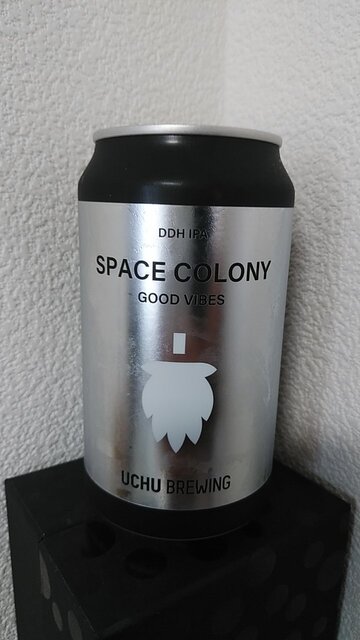 DDH IPA
SPACE COLONY
GOOD VIBES
UCHU BREWING